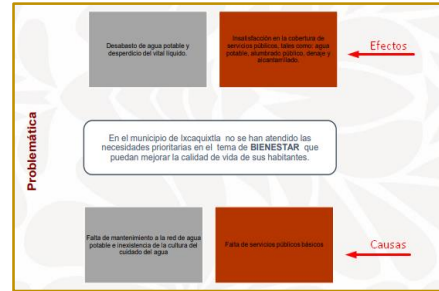 Desabasto de agua potable y
desperdicio del vital líquido.
Insatisfacción en la cobertura de
servicios públicos, tales como: agua
potable, alumbrado público, denaje y
alcantarrillado.
Efectos
Problemática
En el municipio de Ixcaquixtla no se han atendido las
necesidades prioritarias en el tema de BIENESTAR que
puedan mejorar la calidad de vida de sus habitantes.
Falta de mantenimiento a la red de agua
potable e inexistencia de la cultura del
cuidado del agua
Falta de servicios públicos básicos
Causas